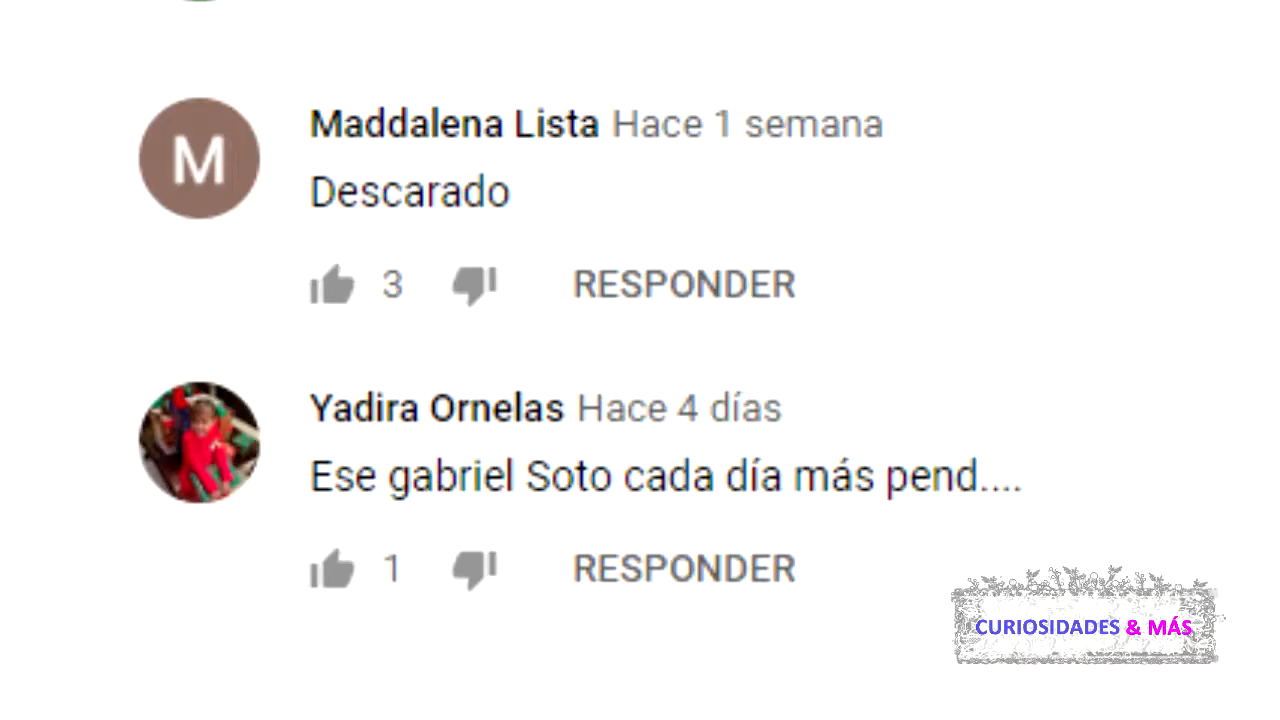 M
Maddalena Lista Hace 1 semana
Descarado
3 RESPONDER
Yadira Ornelas Hace 4 días
Ese gabriel Soto cada día más pend....
1 RESPONDER
CURIOSIDADES & MÁS